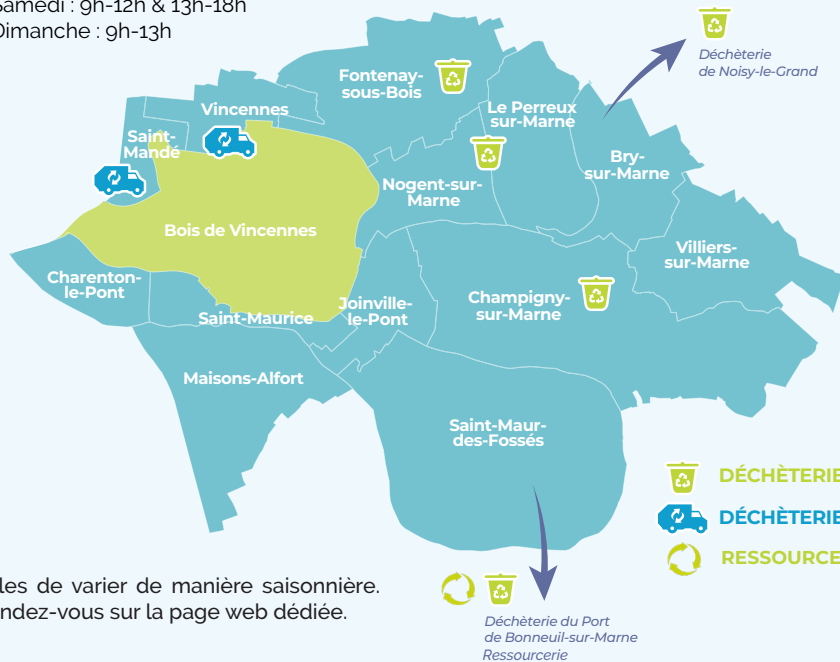 Samedi : 9h-12h & 13h-18h
Dimanche : 9h-13h
Déchèterie
de Noisy-le-Grand
Fontenay-
sous-Bois
Vincennes
Le Perreux
sur-Marne
Saint-
Mandé
Bry-
sur-Marne
Nogent-sur-
Marne
Bois de Vincennes
Villiers-
sur-Marne
Charenton-
le-Pont
Champigny-
sur-Marne
Joinville-
le-Pont
Saint-Maurice
Maisons-Alfort
Saint-Maur-
des-Fossés
DÉCHÈTERIE
DÉCHÈTERIE
RESSOURCE
les de varier de manière saisonnière.
ndez-vous sur la page web dédiée.
Déchèterie du Port
de Bonneuil-sur-Marne
Ressourcerie